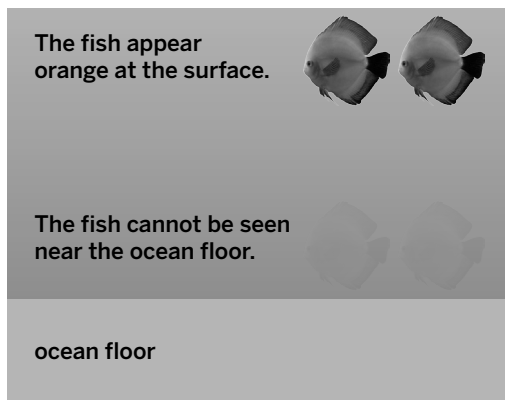 The fish appear
orange at the surface.
The fish cannot be seen
near the ocean floor.
ocean floor